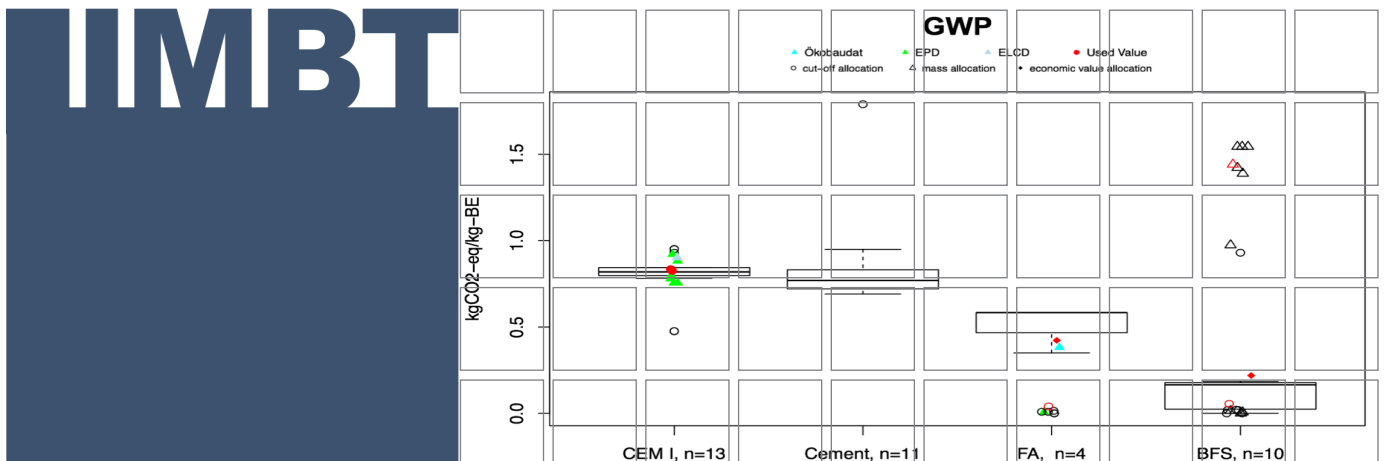 IMBT
GWP
Ökobaudat EPD ELCD Used Value
cut-off allocation mass allocation economic value allocation
kgCO2-eq/kg-BE
1.5
1.0
0.5
0.0
CEM I, n=13 Cement, n=11 FA, n=4 BFS, n=10